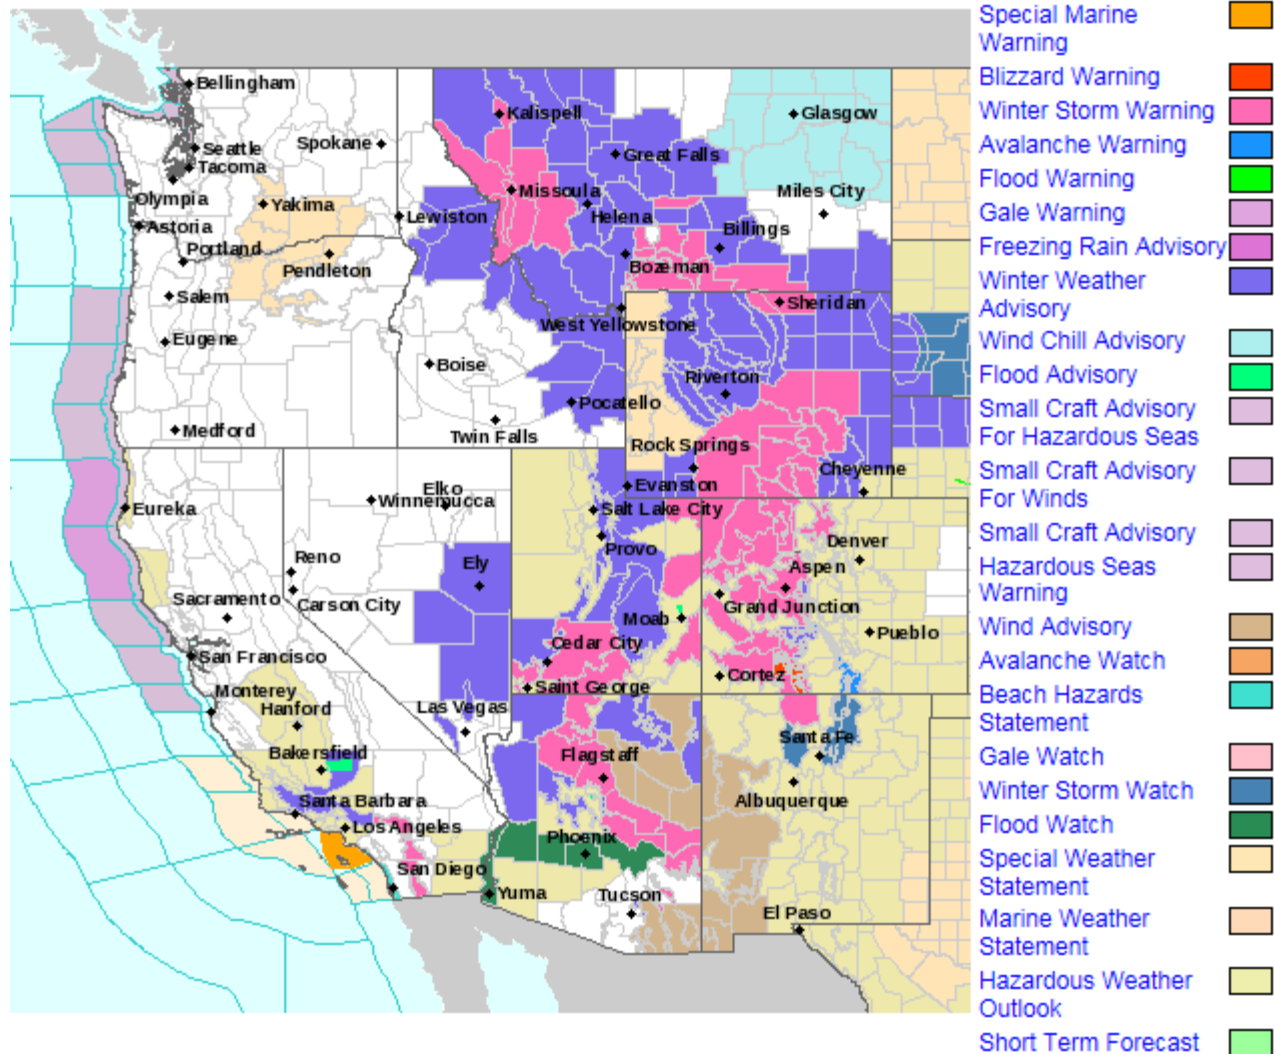 Bellingham
Seattle
Tacoma
Spokane
Olympia
Yakima
Astoria
Portland
Pendleton
Lewiston
Salem
Eugene
Medford
Kalispell
Great Falls
Glasgow
Missoula
Helena
Miles City
Billings
Bozeman
West Yellowstone
Sheridan
Boise
Riverton
Pocatello
Twin Falls
Rock Springs
Cheyenne
Evanston
Eureka
Elko
Winnemucca
Salt Lake City
Provo
Reno
Carson City
Ely
Denver
Aspen
Grand Junction
Moab
Sacramento
San Francisco
Cedar City
Pueblo
Cortez
Saint George
Monterey
Hanford
Las Vegas
Bakersfield
Flagstaff
Santa Fe
Albuquerque
Santa Barbara
Los Angeles
Phoenix
San Diego
Yuma
Tucson
El Paso
Special Marine
Warning
Blizzard Warning
Winter Storm Warning
Avalanche Warning
Flood Warning
Gale Warning
Freezing Rain Advisory
Winter Weather
Advisory
Wind Chill Advisory
Flood Advisory
Small Craft Advisory
For Hazardous Seas
Small Craft Advisory
For Winds
Small Craft Advisory
Hazardous Seas
Warning
Wind Advisory
Avalanche Watch
Beach Hazards
Statement
Gale Watch
Winter Storm Watch
Flood Watch
Special Weather
Statement
Marine Weather
Statement
Hazardous Weather
Outlook
Short Term Forecast